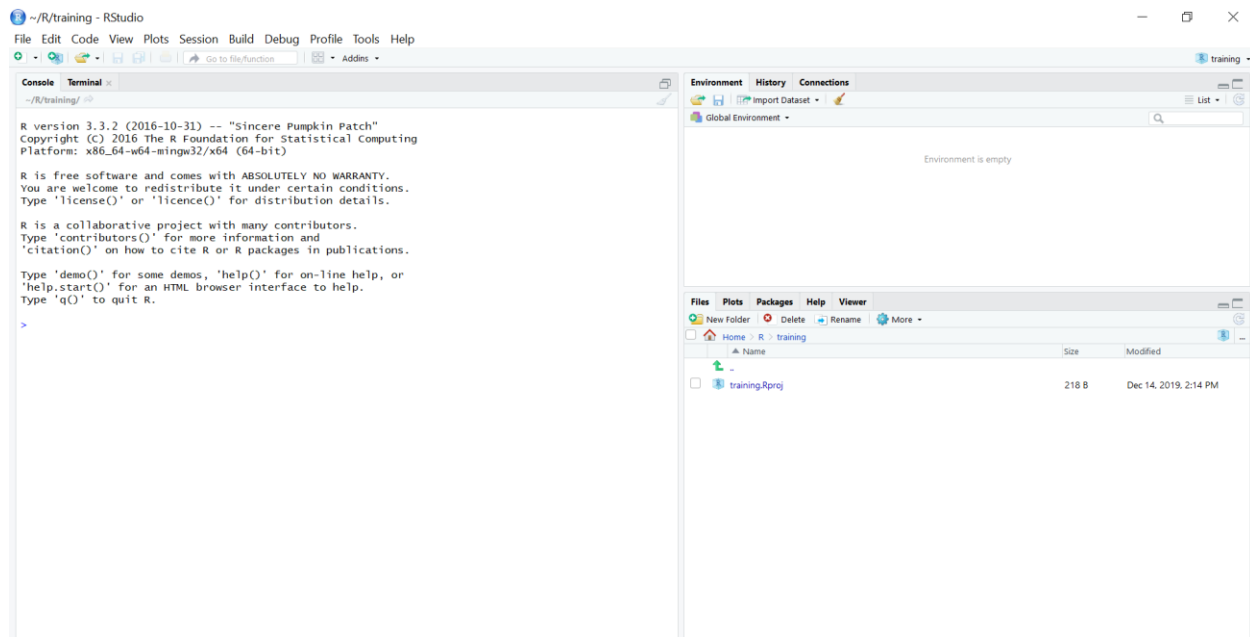 ~/R/training - RStudio
File Edit Code View Plots Session Build Debug Profile Tools Help
Go to file/function Addins training
Console Terminal
~/R/training/
R version 3.3.2 (2016-10-31) -- "Sincere Pumpkin Patch"
Copyright (C) 2016 The R Foundation for Statistical Computing
Platform: x86_64-w64-mingw32/x64 (64-bit)
R is free software and comes with ABSOLUTELY NO WARRANTY.
You are welcome to redistribute it under certain conditions.
Type 'license()' or 'licence()' for distribution details.
R is a collaborative project with many contributors.
Type 'contributors()' for more information and
'citation()' on how to cite R or R packages in publications.
Type 'demo()' for some demos, 'help()' for on-line help, or
'help.start()' for an HTML browser interface to help.
Type 'q()' to quit R.
>
Environment History Connections
Import Dataset List
Global Environment
Environment is empty
Files Plots Packages Help Viewer
New Folder Delete Rename More
Home > R > training
Name Size Modified
..
training.Rproj 218 B Dec 14, 2019, 2:14 PM